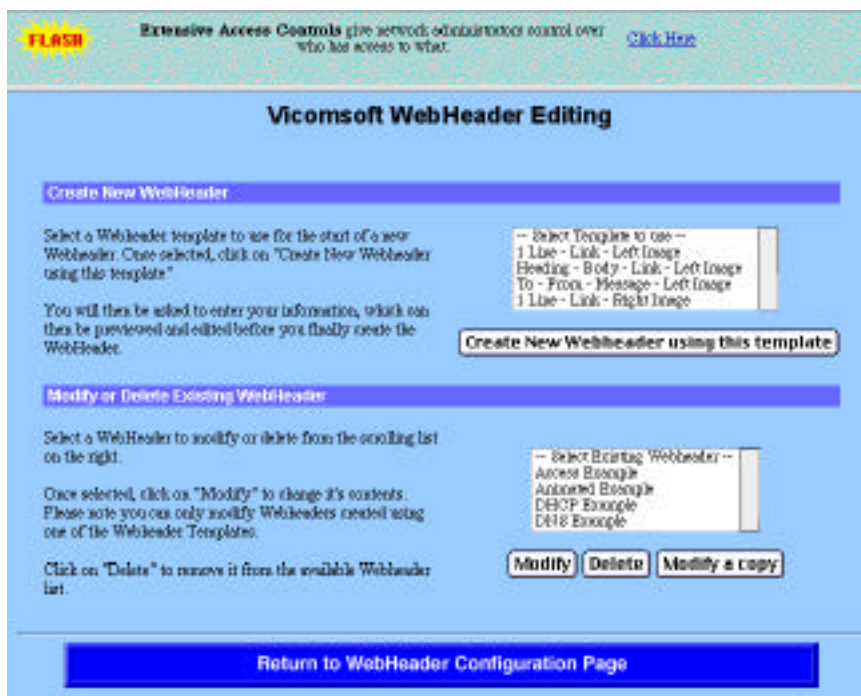 FLASH
Extensive Access Controls give network administrators control over
who has access to what.
Click Here
Vicomsoft WebHeader Editing
Create New WebHeader
Select a Webheader template to use for the start of a new
Webheader. Once selected, click on "Create New Webheader
using this template"
You will then be asked to enter your information, which can
then be previewed and edited before you finally create the
WebHeader.
-- Select Template to use --
1 Line - Link - Left Image
Heading - Body - Link - Left Image
To - From - Message - Left Image
1 Line - Link - Right Image
Create New Webheader using this template
Modify or Delete Existing WebHeader
Select a WebHeader to modify or delete from the scrolling list
on the right.
Once selected, click on "Modify" to change it's contents.
Please note you can only modify Webheaders created using
one of the Webheader Templates.
Click on "Delete" to remove it from the available Webheader
list.
-- Select Existing Webheader --
Access Example
Animated Example
DHCP Example
DNS Example
Modify
Delete
Modify a copy
Return to WebHeader Configuration Page